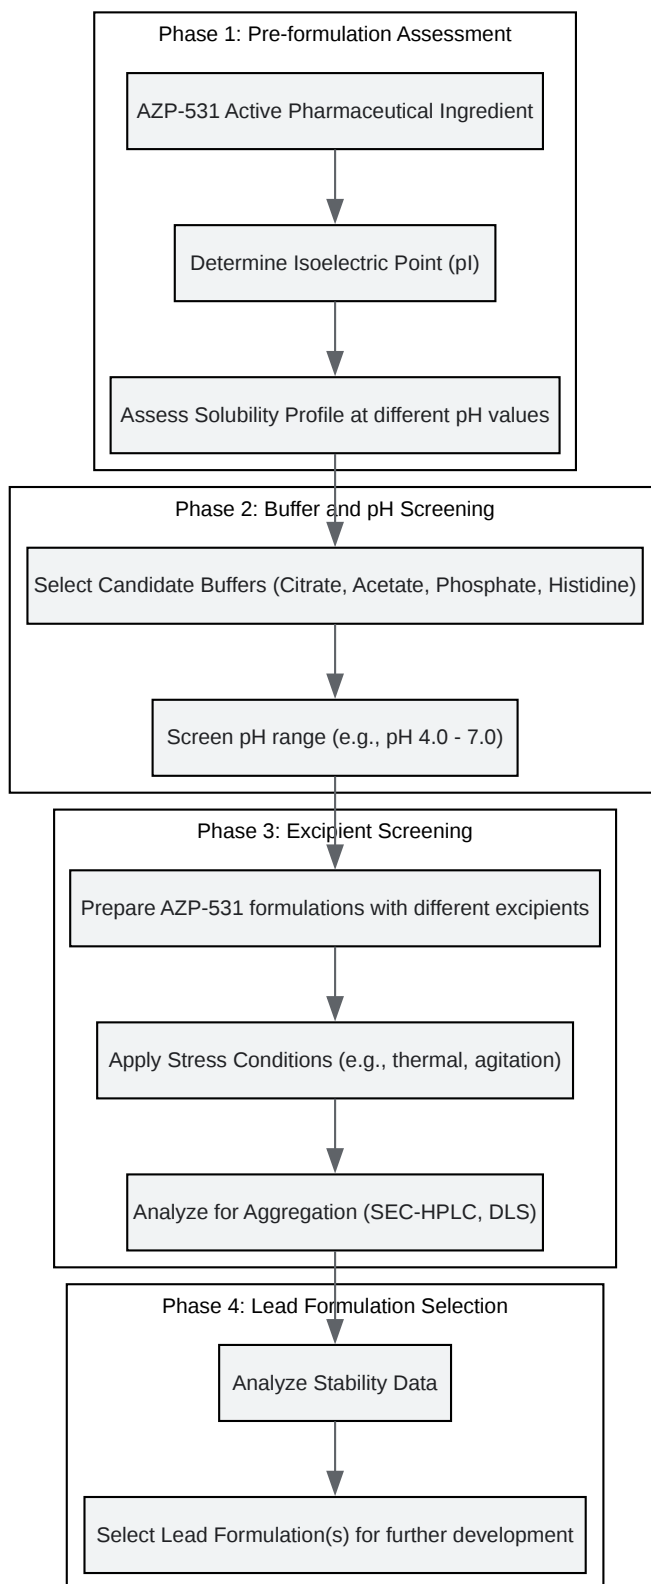 Phase 1: Pre-formulation Assessment
AZP-531 Active Pharmaceutical Ingredient
Determine Isoelectric Point (pI)
Assess Solubility Profile at different pH values
Phase 2: Buffer and pH Screening
Select Candidate Buffers (Citrate, Acetate, Phosphate, Histidine)
Screen pH range (e.g., pH 4.0 - 7.0)
Phase 3: Excipient Screening
Prepare AZP-531 formulations with different excipients
Apply Stress Conditions (e.g., thermal, agitation)
Analyze for Aggregation (SEC-HPLC, DLS)
Phase 4: Lead Formulation Selection
Analyze Stability Data
Select Lead Formulation(s) for further development